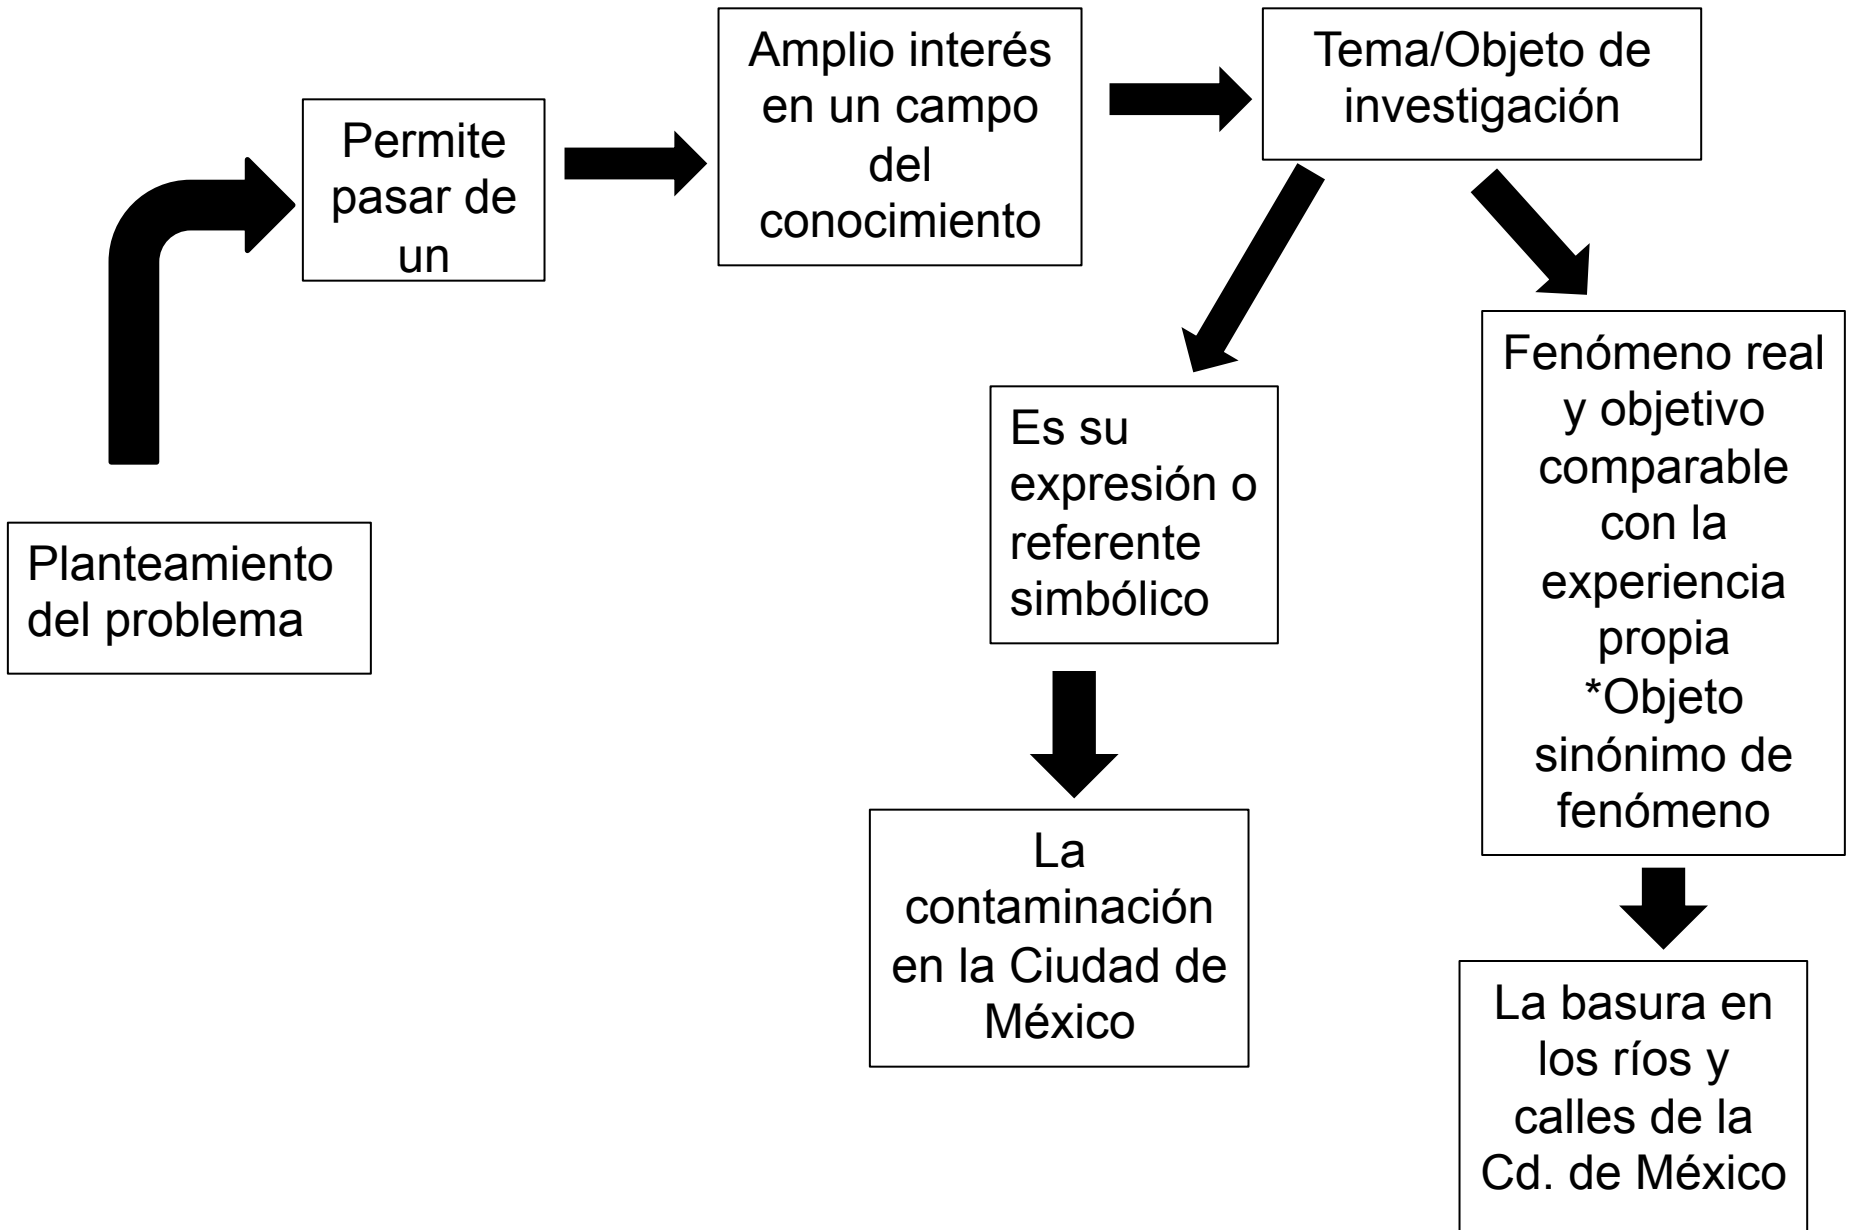 Planteamiento
del problema
Permite
pasar de
un
Amplio interés
en un campo
del
conocimiento
Tema/Objeto de
investigación
Es su
expresión o
referente
simbólico
La
contaminación
en la Ciudad de
México
Fenómeno real
y objetivo
comparable
con la
experiencia
propia
*Objeto
sinónimo de
fenómeno
La basura en
los ríos y
calles de la
Cd. de México